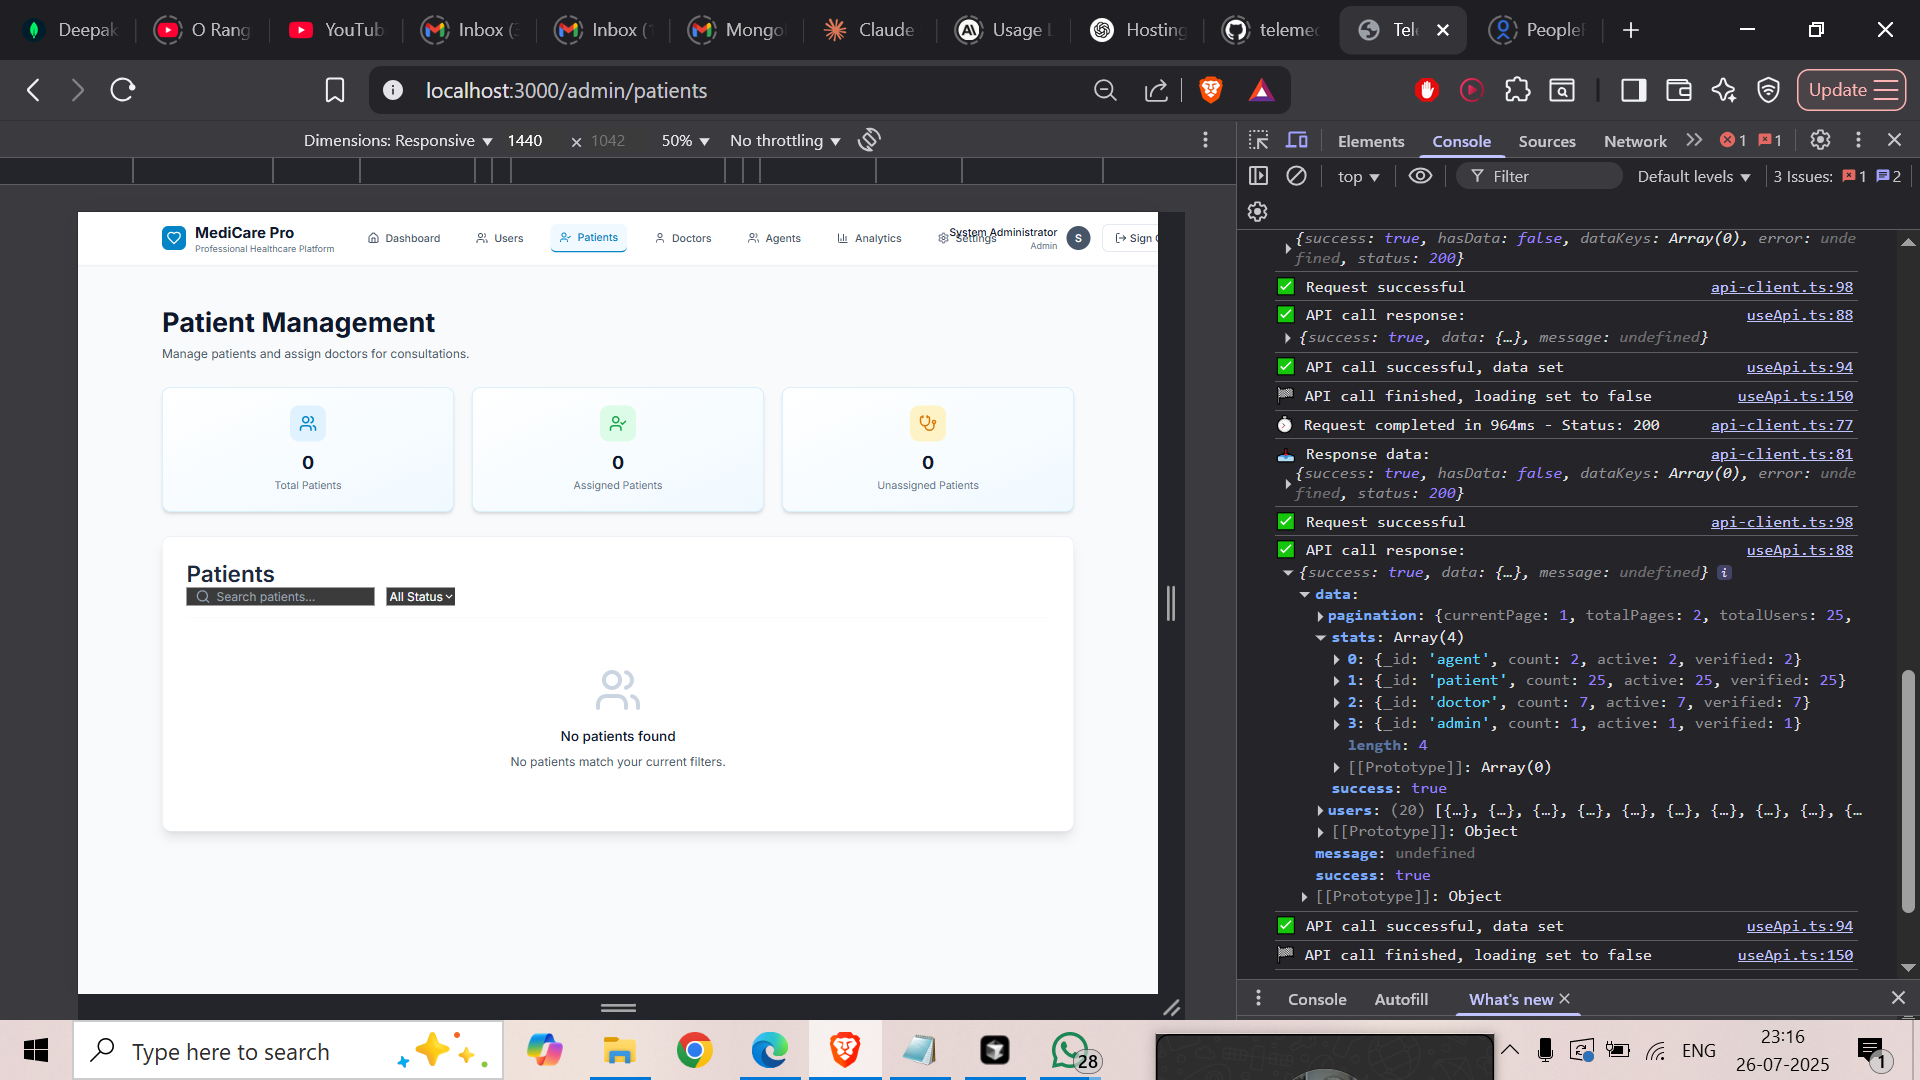 Deepak
O Rang
YouTub
Inbox (3
Inbox (1
Mongo
Claude
Usage L
Hosting
telemed
Tel
PeopleP
localhost:3000/admin/patients
Update
Dimensions: Responsive 1440 × 1042 50% No throttling
Elements Console Sources Network 1 1
top Filter Default levels 3 Issues: 1 2
MediCare Pro
Professional Healthcare Platform
Dashboard
Users
Patients
Doctors
Agents
Analytics
Settings
System Administrator
Admin
S
Sign O
Patient Management
Manage patients and assign doctors for consultations.
0
Total Patients
0
Assigned Patients
0
Unassigned Patients
Patients
Search patients...
All Status
No patients found
No patients match your current filters.
{success: true, hasData: false, dataKeys: Array(0), error: unde
fined, status: 200}
Request successful api-client.ts:98
API call response: useApi.ts:88
{success: true, data: {…}, message: undefined}
API call successful, data set useApi.ts:94
API call finished, loading set to false useApi.ts:150
Request completed in 964ms - Status: 200 api-client.ts:77
Response data: api-client.ts:81
{success: true, hasData: false, dataKeys: Array(0), error: unde
fined, status: 200}
Request successful api-client.ts:98
API call response: useApi.ts:88
{success: true, data: {…}, message: undefined} i
data:
pagination: {currentPage: 1, totalPages: 2, totalUsers: 25,
stats: Array(4)
0: {_id: 'agent', count: 2, active: 2, verified: 2}
1: {_id: 'patient', count: 25, active: 25, verified: 25}
2: {_id: 'doctor', count: 7, active: 7, verified: 7}
3: {_id: 'admin', count: 1, active: 1, verified: 1}
length: 4
[[Prototype]]: Array(0)
success: true
users: (20) [{…}, {…}, {…}, {…}, {…}, {…}, {…}, {…}, {…}, {…
[[Prototype]]: Object
message: undefined
success: true
[[Prototype]]: Object
API call successful, data set useApi.ts:94
API call finished, loading set to false useApi.ts:150
Console Autofill What's new
Type here to search
28
ENG
23:16
26-07-2025
1